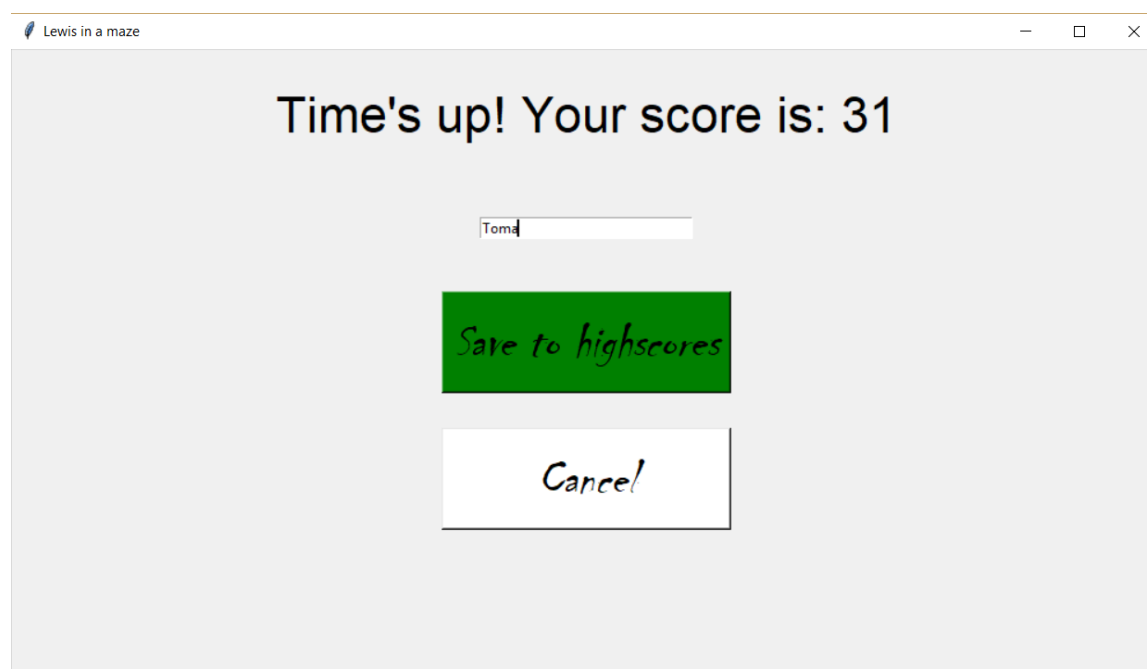 Lewis in a maze
Time's up! Your score is: 31
Toma
Save to highscores
Cancel